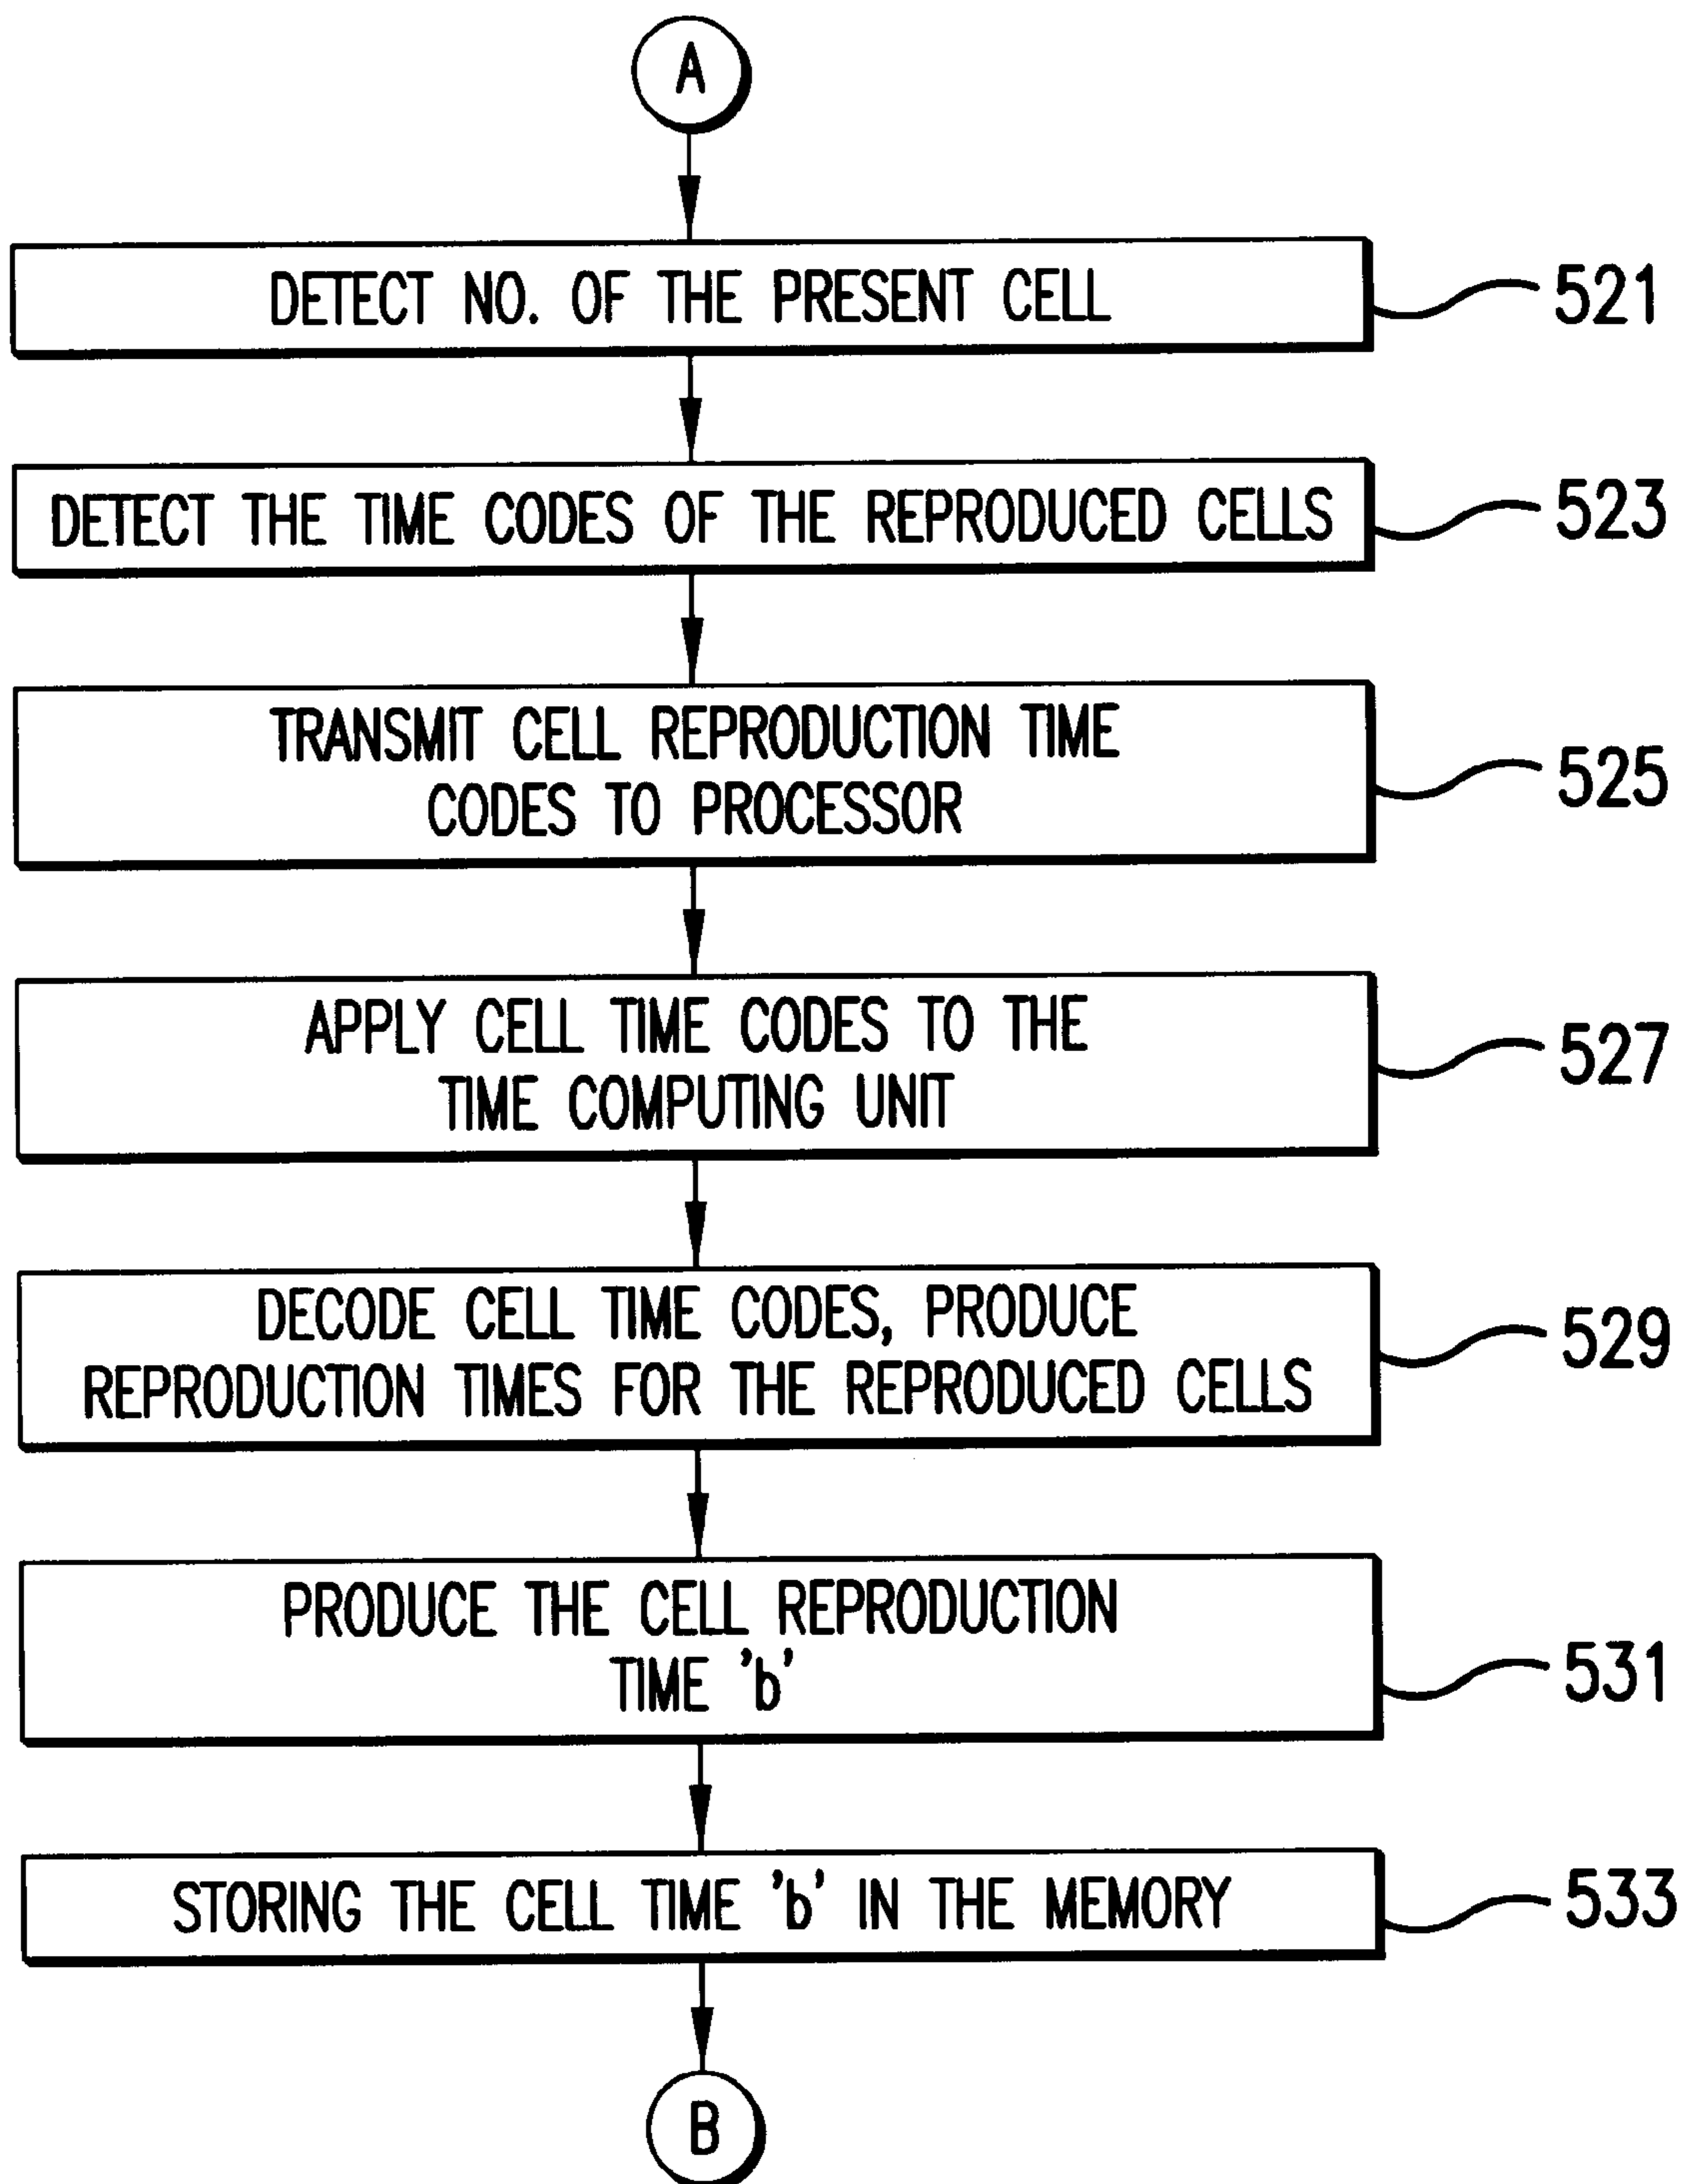 A
DETECT NO. OF THE PRESENT CELL
521
DETECT THE TIME CODES OF THE REPRODUCED CELLS
523
TRANSMIT CELL REPRODUCTION TIME
CODES TO PROCESSOR
525
APPLY CELL TIME CODES TO THE
TIME COMPUTING UNIT
527
DECODE CELL TIME CODES, PRODUCE
REPRODUCTION TIMES FOR THE REPRODUCED CELLS
529
PRODUCE THE CELL REPRODUCTION
TIME 'b'
531
STORING THE CELL TIME 'b' IN THE MEMORY
533
B